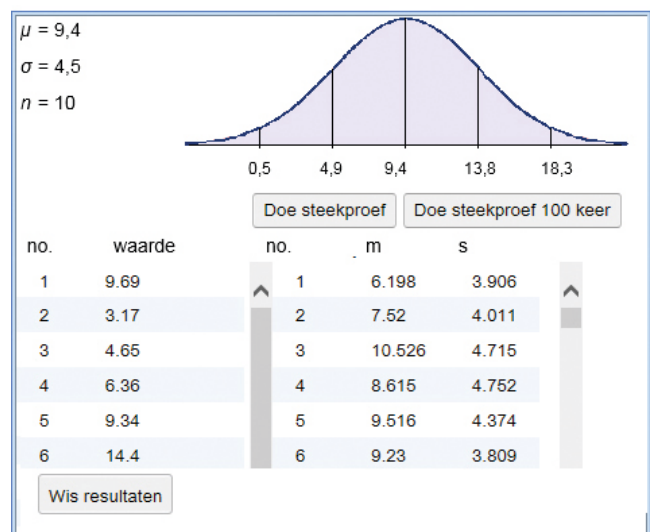 μ = 9,4
σ = 4,5
n = 10
0,5 4,9 9,4 13,8 18,3
Doe steekproef Doe steekproef 100 keer
no. waarde no. m s
1 9.69 1 6.198 3.906
2 3.17 2 7.52 4.011
3 4.65 3 10.526 4.715
4 6.36 4 8.615 4.752
5 9.34 5 9.516 4.374
6 14.4 6 9.23 3.809
Wis resultaten